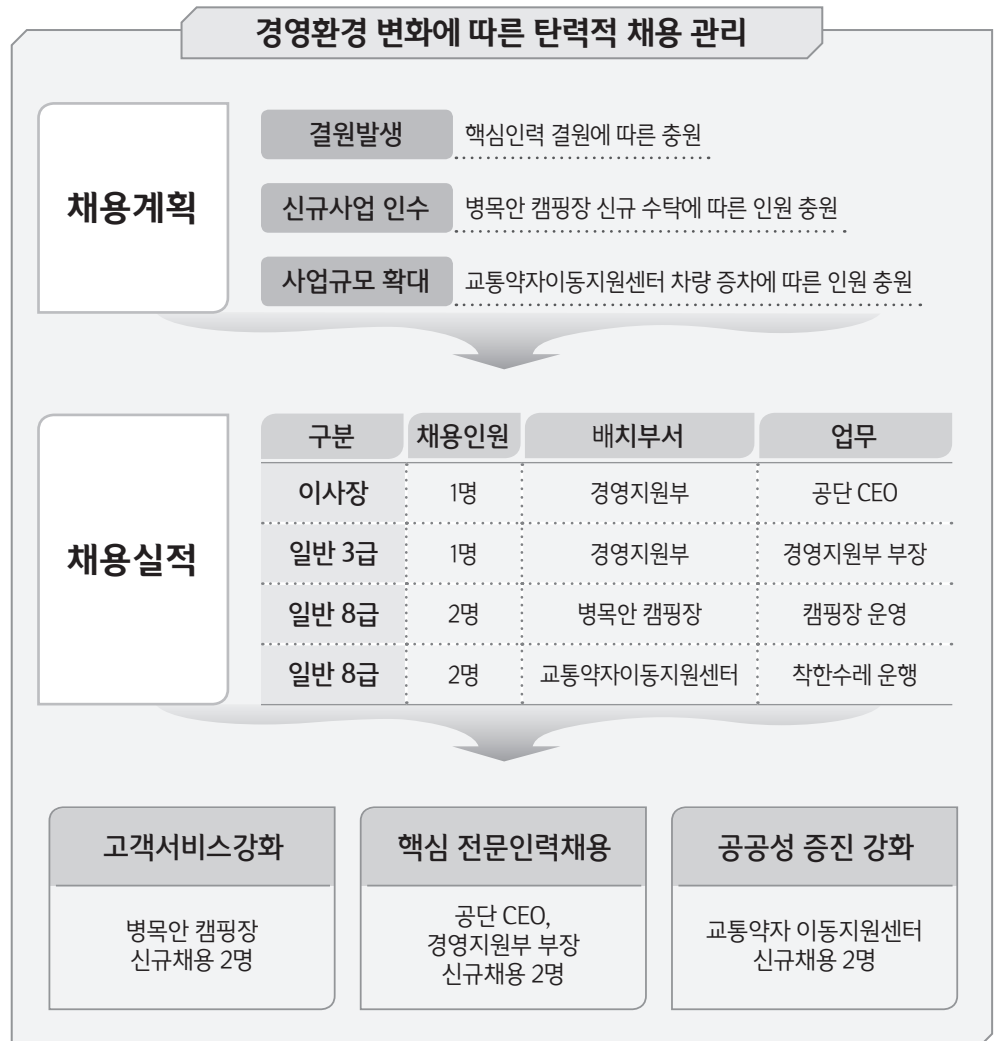 경영환경 변화에 따른 탄력적 채용 관리
채용계획
결원발생 핵심인력 결원에 따른 충원
신규사업 인수 병목안 캠핑장 신규 수탁에 따른 인원 충원
사업규모 확대 교통약자이동지원센터 차량 증차에 따른 인원 충원
채용실적
구분 채용인원 배치부서 업무
이사장 1명 경영지원부 공단 CEO
일반 3급 1명 경영지원부 경영지원부 부장
일반 8급 2명 병목안 캠핑장 캠핑장 운영
일반 8급 2명 교통약자이동지원센터 착한수레 운행
고객서비스강화
병목안 캠핑장
신규채용 2명
핵심 전문인력채용
공단 CEO,
경영지원부 부장
신규채용 2명
공공성 증진 강화
교통약자 이동지원센터
신규채용 2명